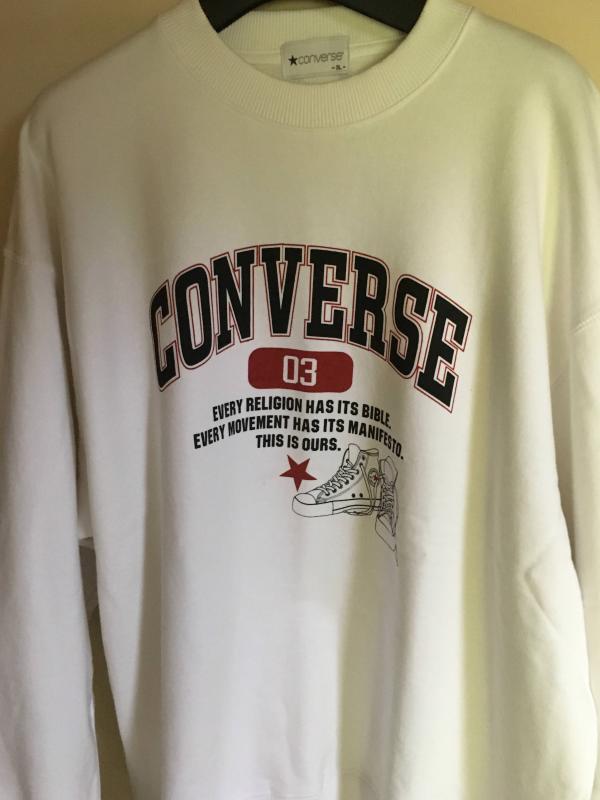 converse
CONVERSE
03
EVERY RELIGION HAS ITS BIBLE.
EVERY MOVEMENT HAS ITS MANIFESTO.
THIS IS OURS.